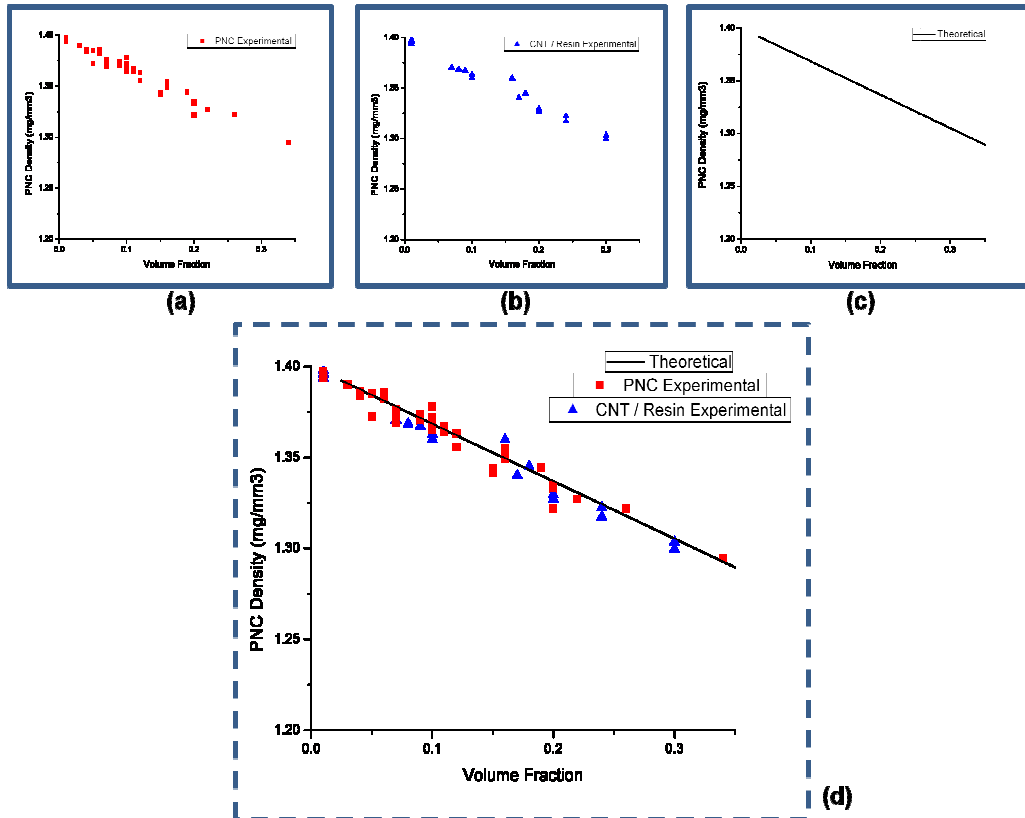 1.40
PNC Experimental
1.35
1.30
1.25
1.20
PNC Density (mg/mm3)
0.0 0.1 0.2 0.3
Volume Fraction
(a)
1.40
CNT / Resin Experimental
1.35
1.30
1.25
1.20
PNC Density (mg/mm3)
0.0 0.1 0.2 0.3
Volume Fraction
(b)
1.40
Theoretical
1.35
1.30
1.25
1.20
PNC Density (mg/mm3)
0.0 0.1 0.2 0.3
Volume Fraction
(c)
Theoretical
PNC Experimental
CNT / Resin Experimental
1.40
1.35
1.30
1.25
1.20
PNC Density (mg/mm3)
0.0 0.1 0.2 0.3
Volume Fraction
(d)